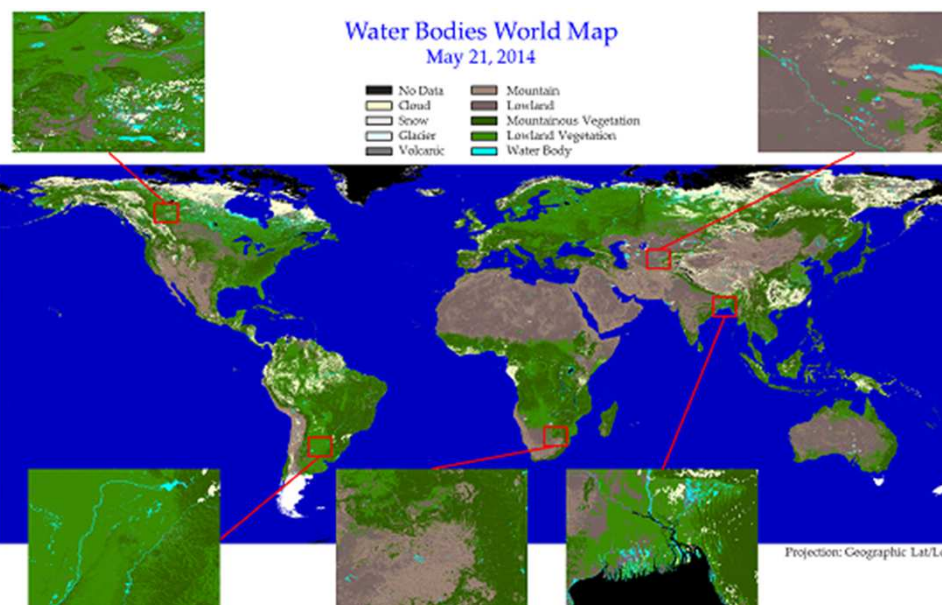 Water Bodies World Map
May 21, 2014
No Data
Cloud
Snow
Glacier
Volcanic
Mountain
Lowland
Mountainous Vegetation
Lowland Vegetation
Water Body
Projection: Geographic Lat/Lo